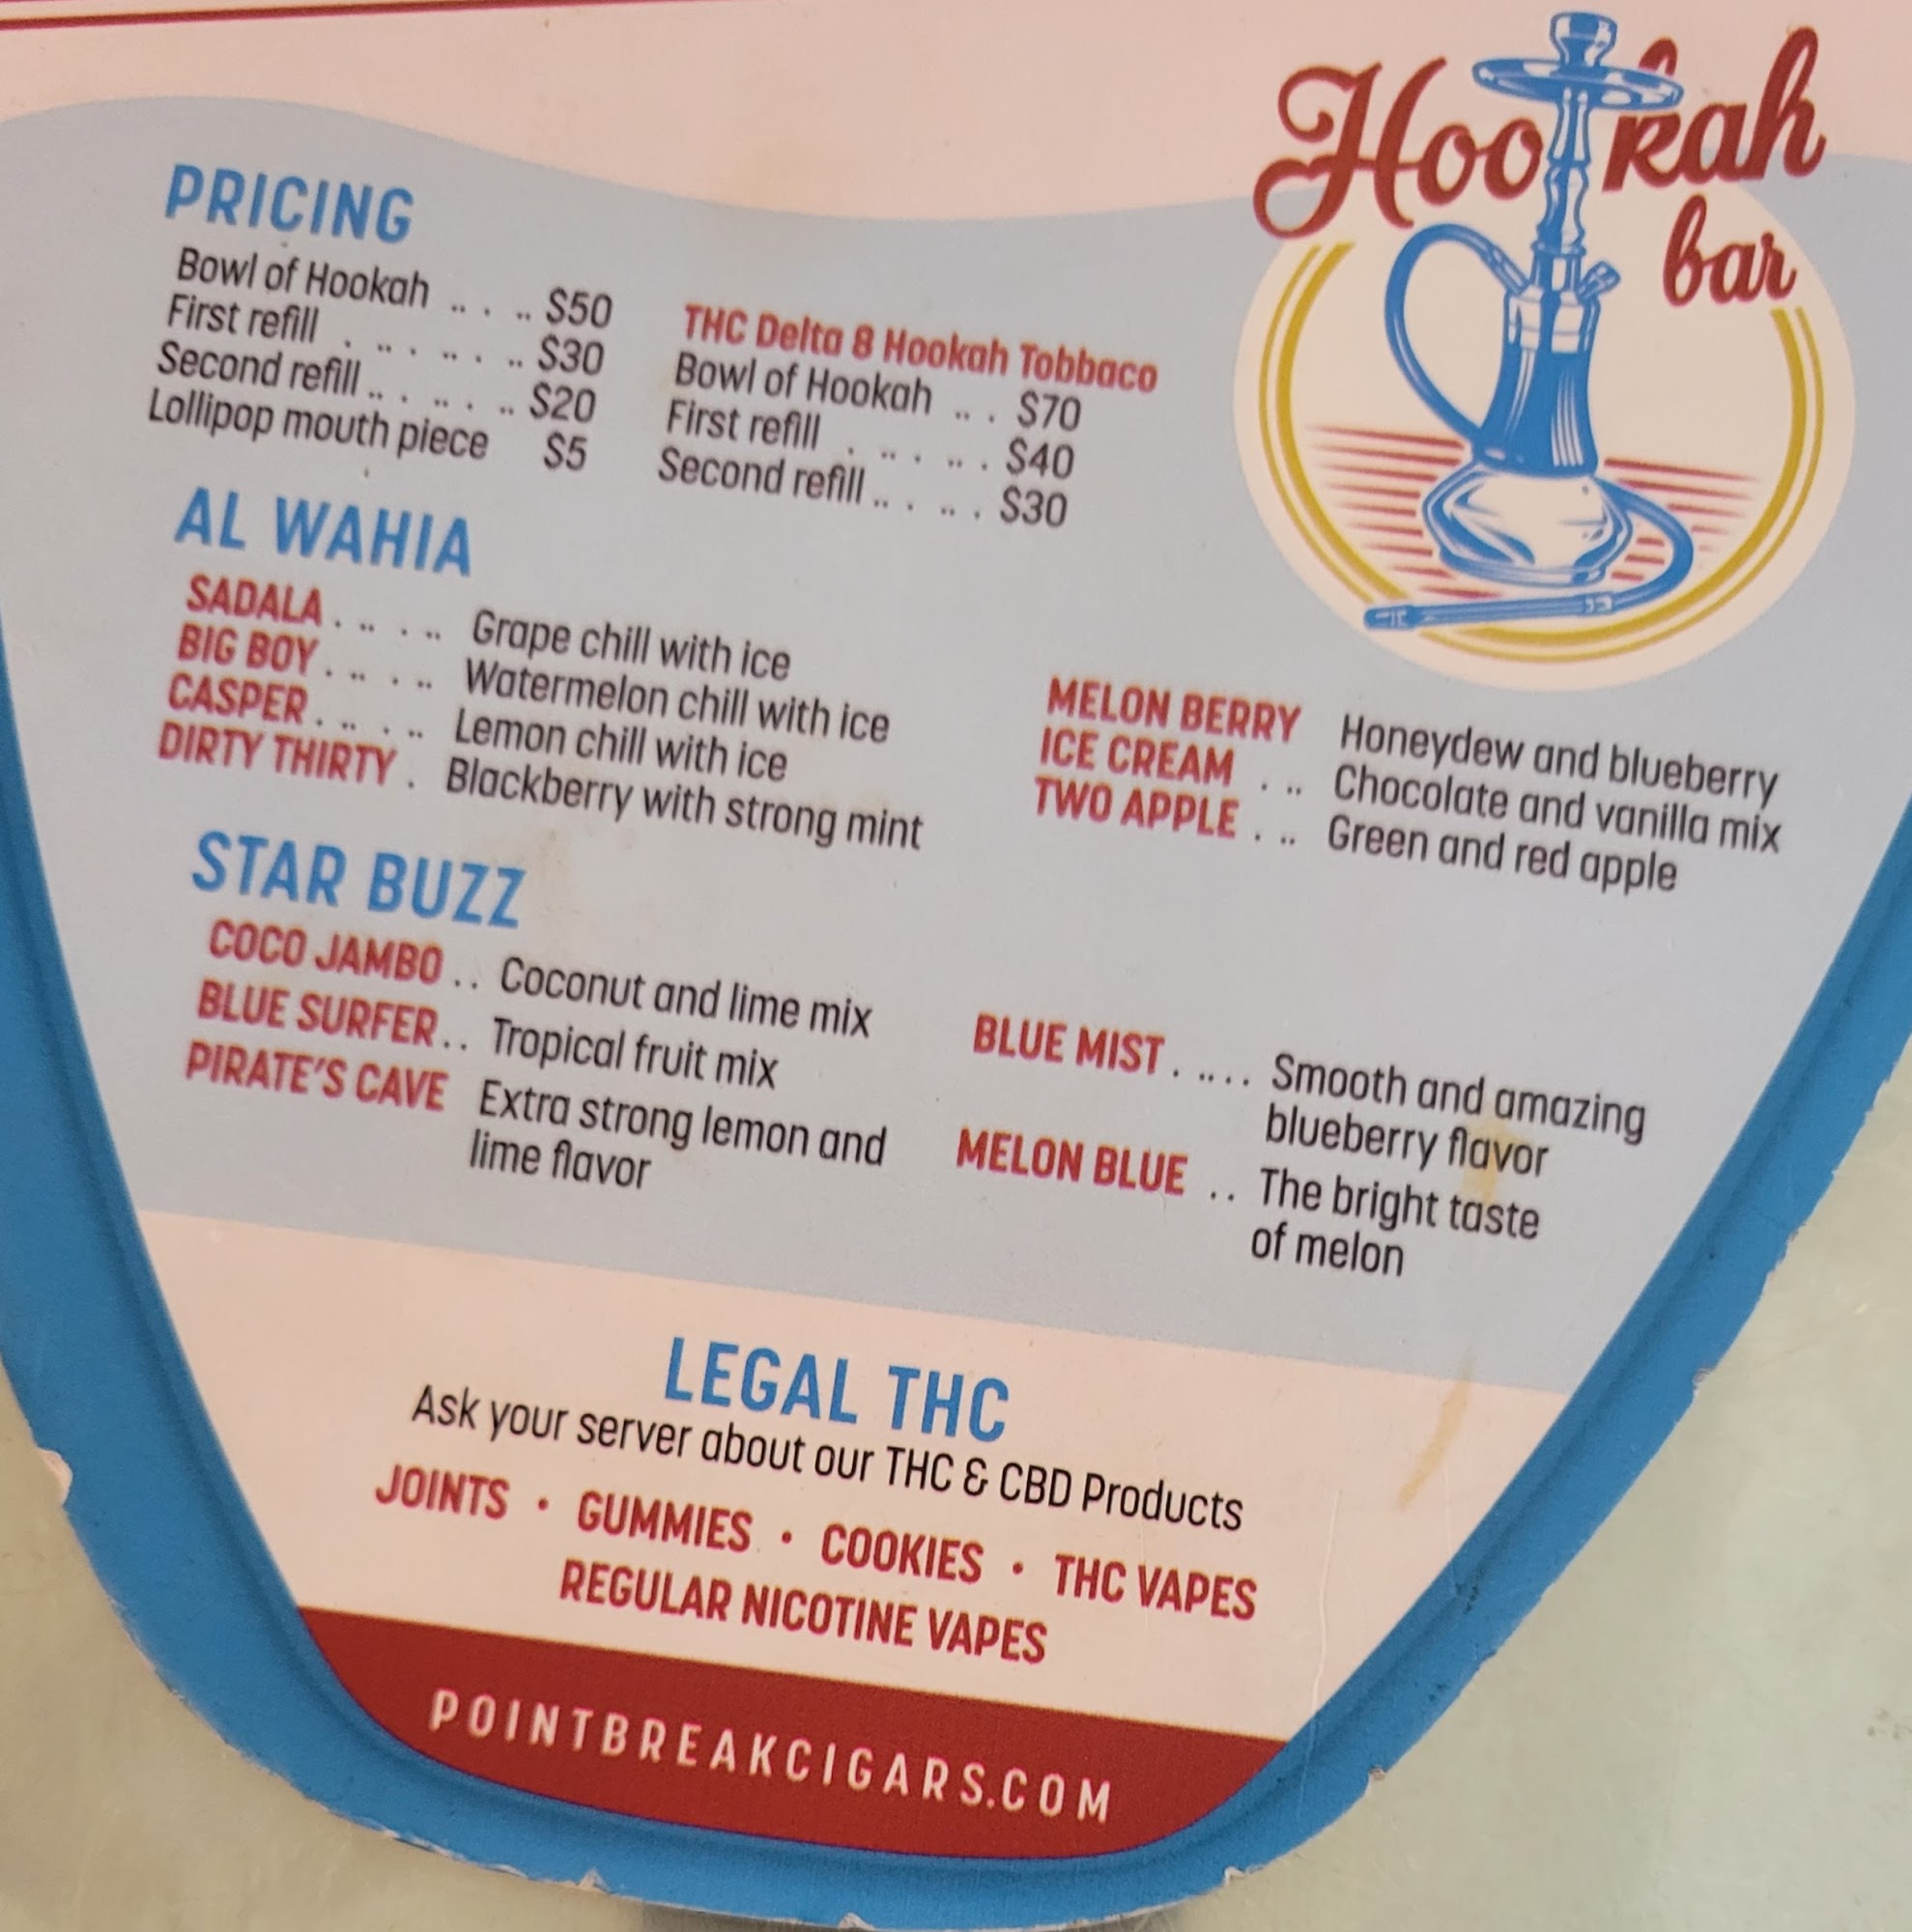 Hookah
bar
PRICING
Bowl of Hookah .. . .. $50
First refill . .. . .. . .. $30
Second refill .. . .. . .. $20
Lollipop mouth piece $5
THC Delta 8 Hookah Tobbaco
Bowl of Hookah .. . $70
First refill . .. . .. . $40
Second refill .. . .. . $30
AL WAHIA
SADALA . .. . .. Grape chill with ice
BIG BOY . .. . .. Watermelon chill with ice
CASPER . .. . .. Lemon chill with ice
DIRTY THIRTY . Blackberry with strong mint
MELON BERRY Honeydew and blueberry
ICE CREAM . .. Chocolate and vanilla mix
TWO APPLE . .. Green and red apple
STAR BUZZ
COCO JAMBO .. Coconut and lime mix
BLUE SURFER .. Tropical fruit mix
PIRATE'S CAVE Extra strong lemon and
lime flavor
BLUE MIST . .... Smooth and amazing
blueberry flavor
MELON BLUE .. The bright taste
of melon
LEGAL THC
Ask your server about our THC & CBD Products
JOINTS • GUMMIES • COOKIES • THC VAPES
REGULAR NICOTINE VAPES
POINTBREAKCIGARS.COM